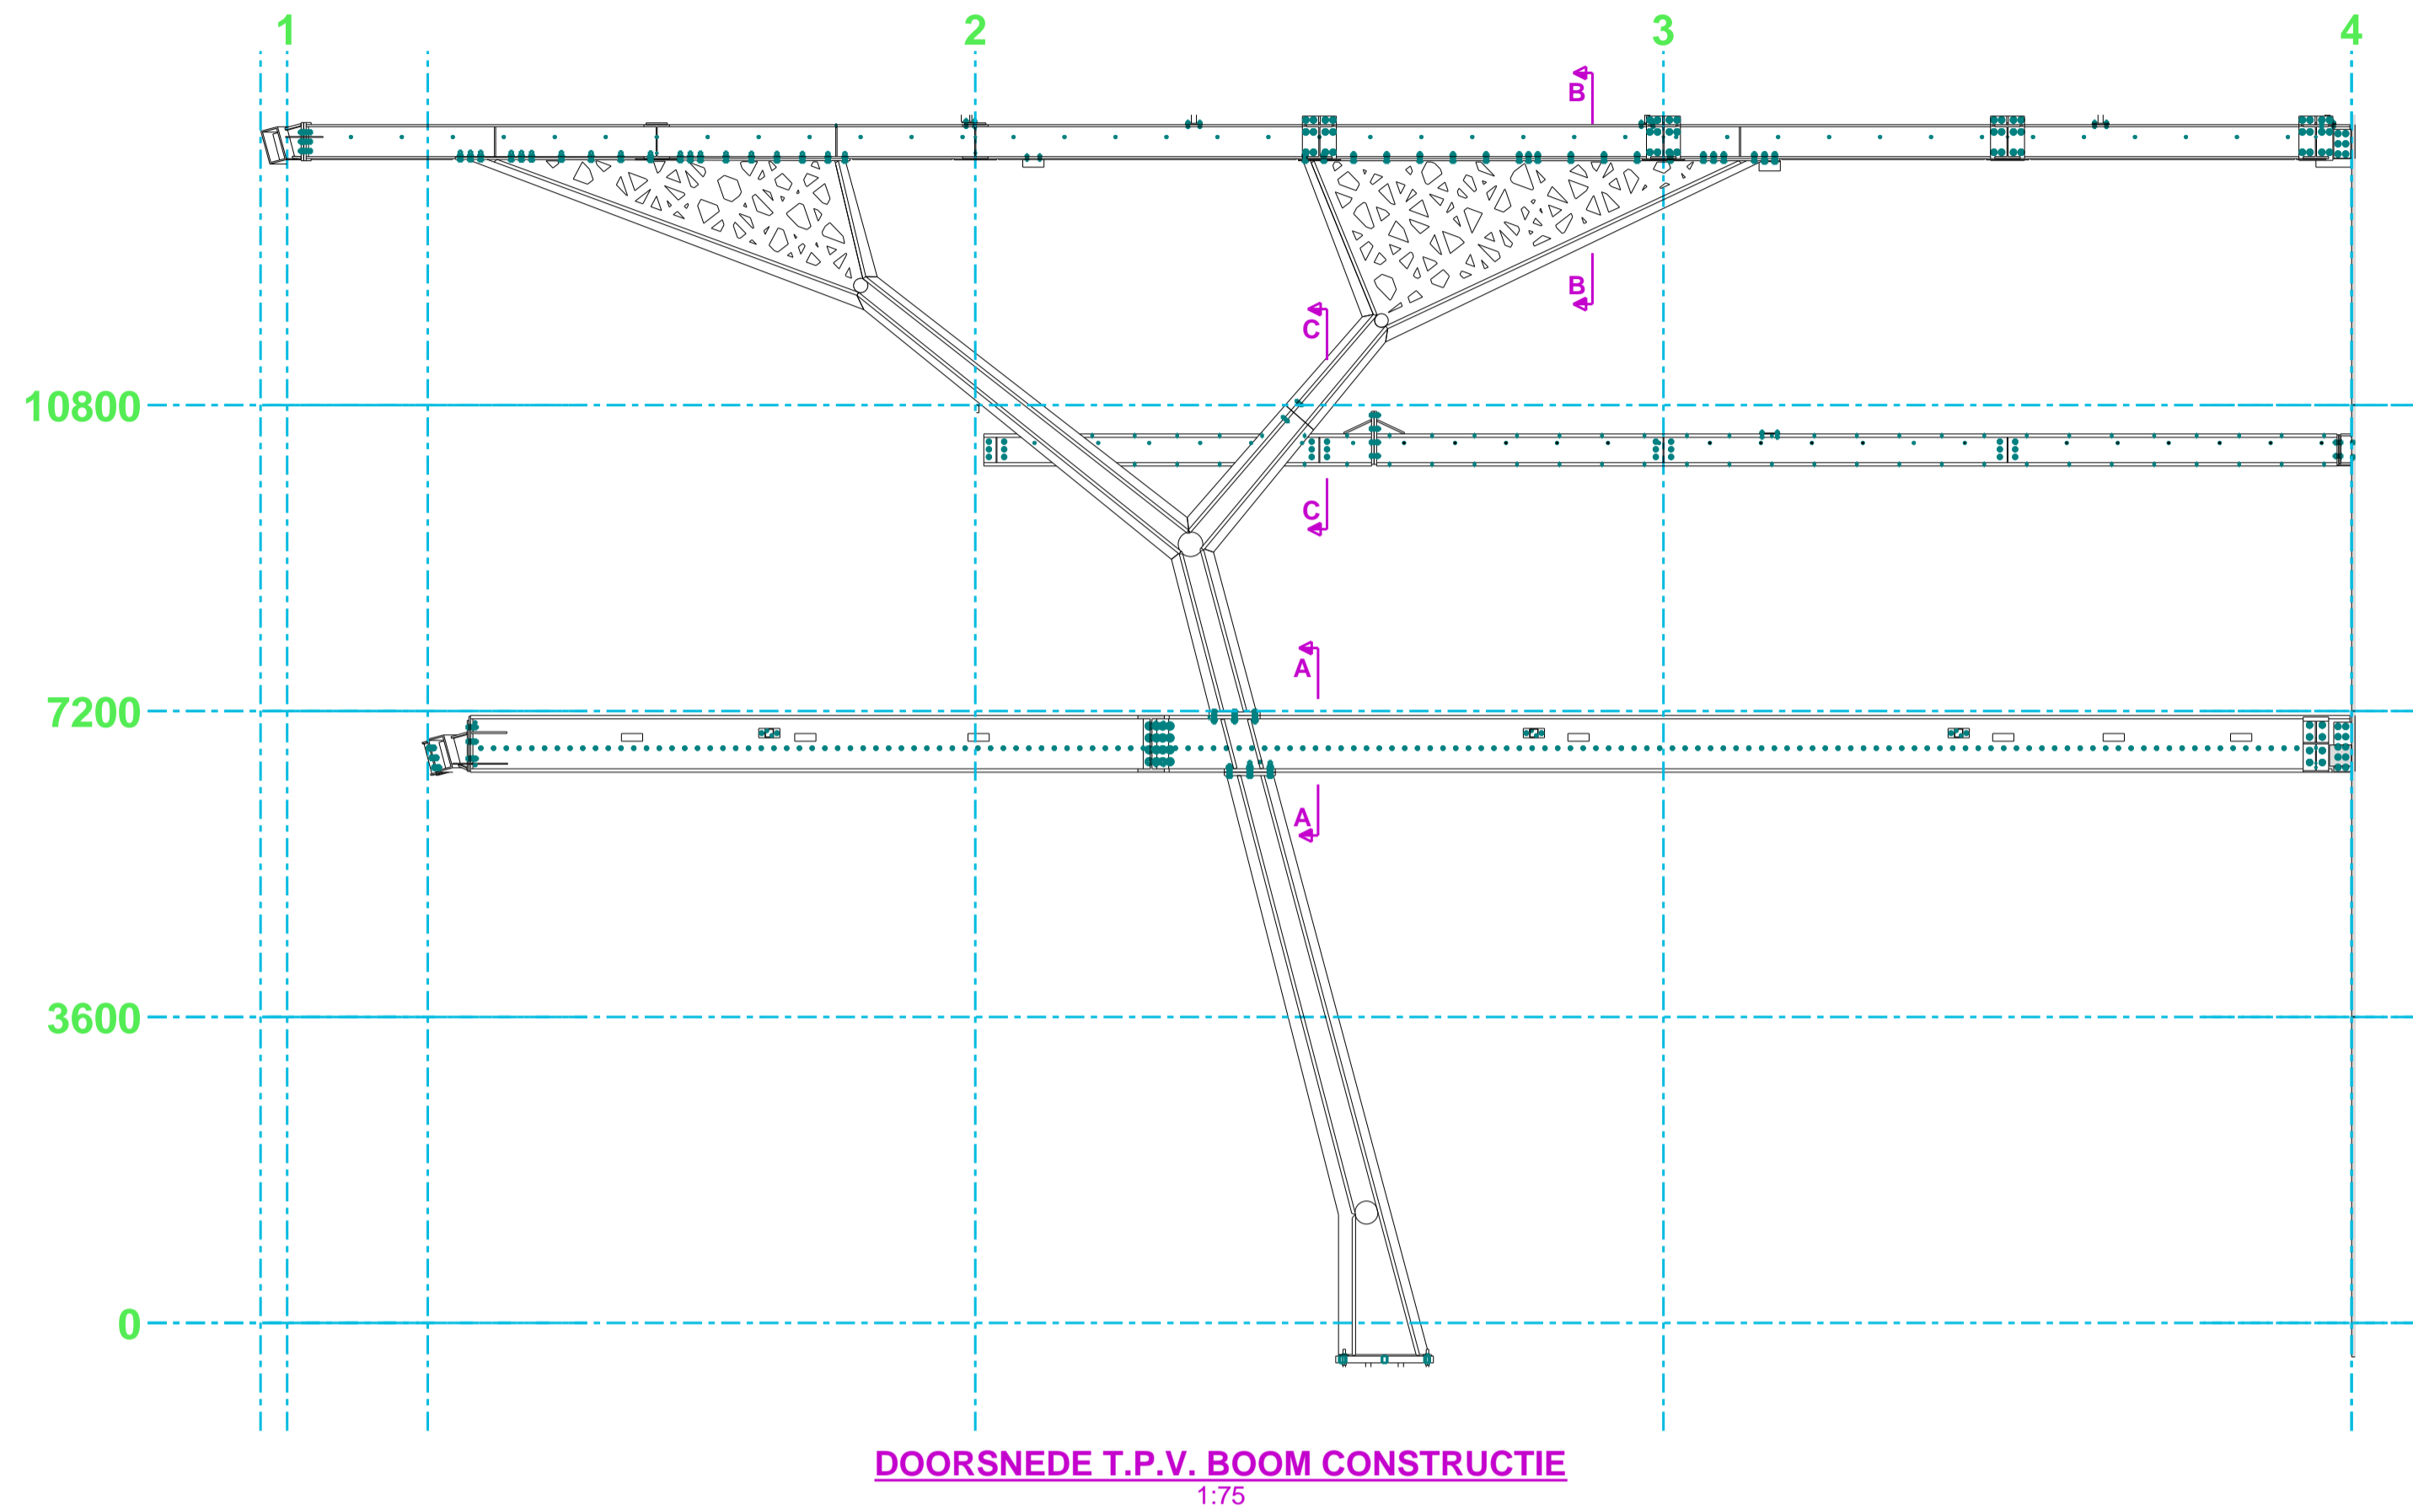 1 2 3 4
B
B
C
10800
C
A
7200
A
3600
0
DOORSNEDE T.P.V. BOOM CONSTRUCTIE
1:75